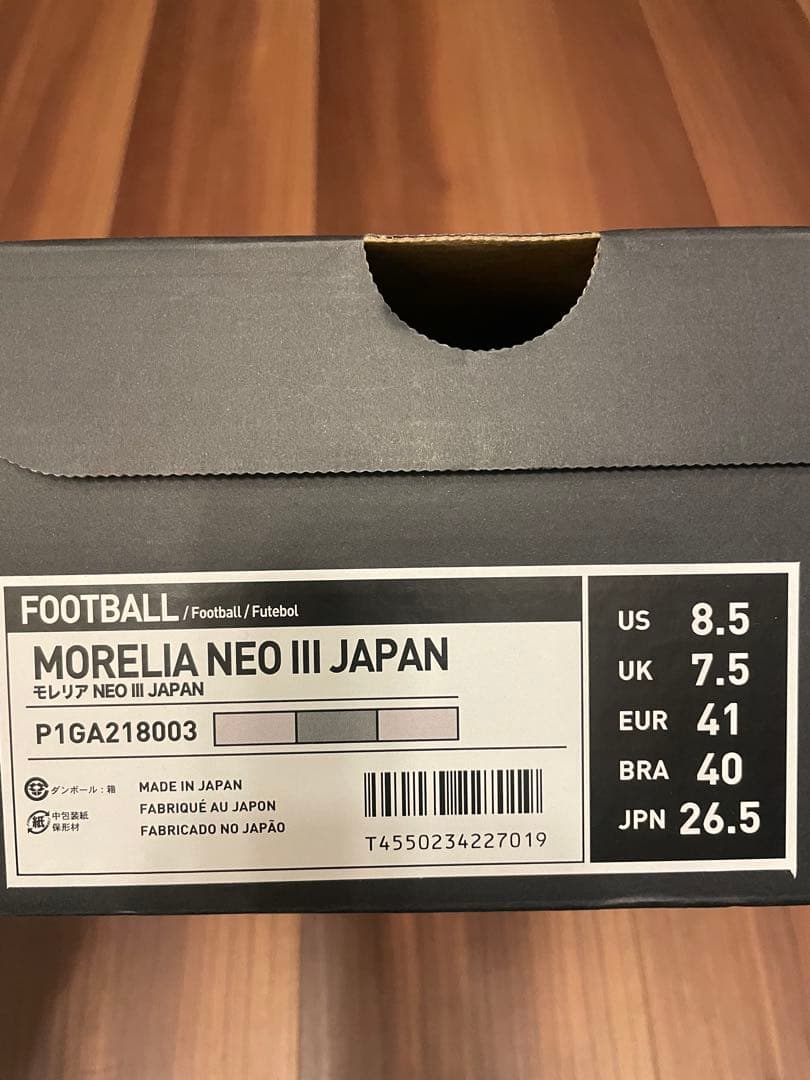 FOOTBALL / Football / Futebol
MORELIA NEO III JAPAN
モレリア NEO III JAPAN
P1GA218003
ダンボール：箱
紙
中包装紙
保形材
MADE IN JAPAN
FABRIQUÉ AU JAPON
FABRICADO NO JAPÃO
T4550234227019
US 8.5
UK 7.5
EUR 41
BRA 40
JPN 26.5